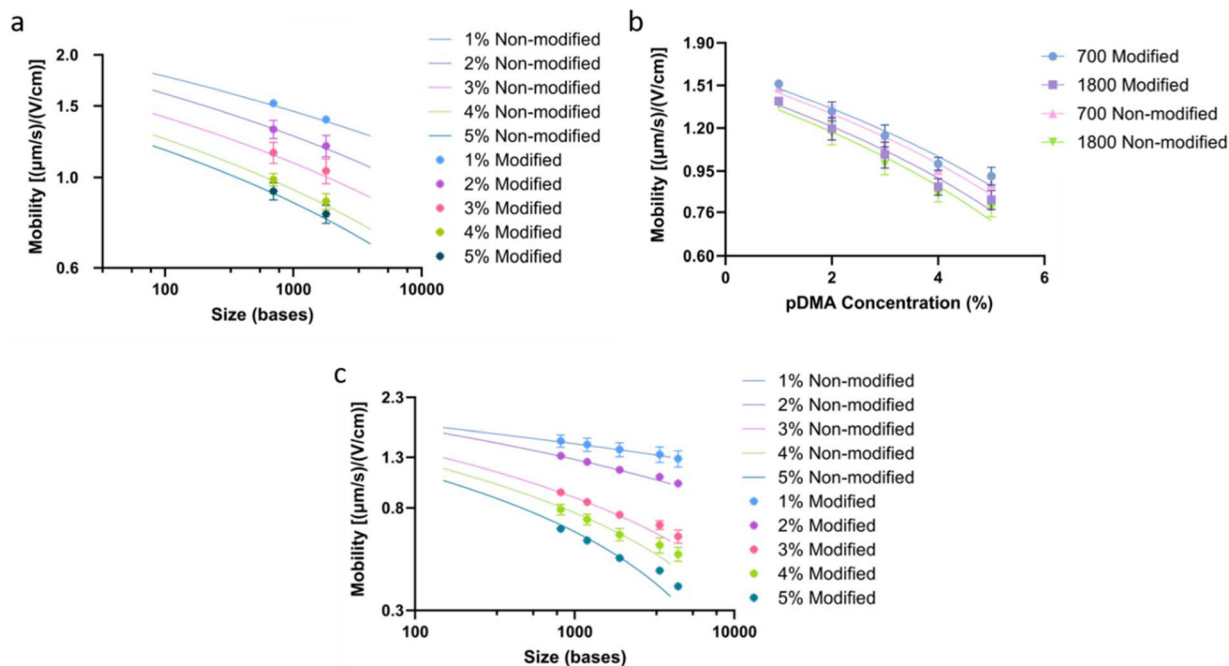 a
2.0
1.5
1.0
0.6
100
1000
10000
Mobility [(μm/s)/(V/cm)]
Size (bases)
1% Non-modified
2% Non-modified
3% Non-modified
4% Non-modified
5% Non-modified
1% Modified
2% Modified
3% Modified
4% Modified
5% Modified
b
1.90
1.51
1.20
0.95
0.76
0.60
0
2
4
6
Mobility [(μm/s)/(V/cm)]
pDMA Concentration (%)
700 Modified
1800 Modified
700 Non-modified
1800 Non-modified
c
2.3
1.3
0.8
0.3
100
1000
10000
Mobility [(μm/s)/(V/cm)]
Size (bases)
1% Non-modified
2% Non-modified
3% Non-modified
4% Non-modified
5% Non-modified
1% Modified
2% Modified
3% Modified
4% Modified
5% Modified